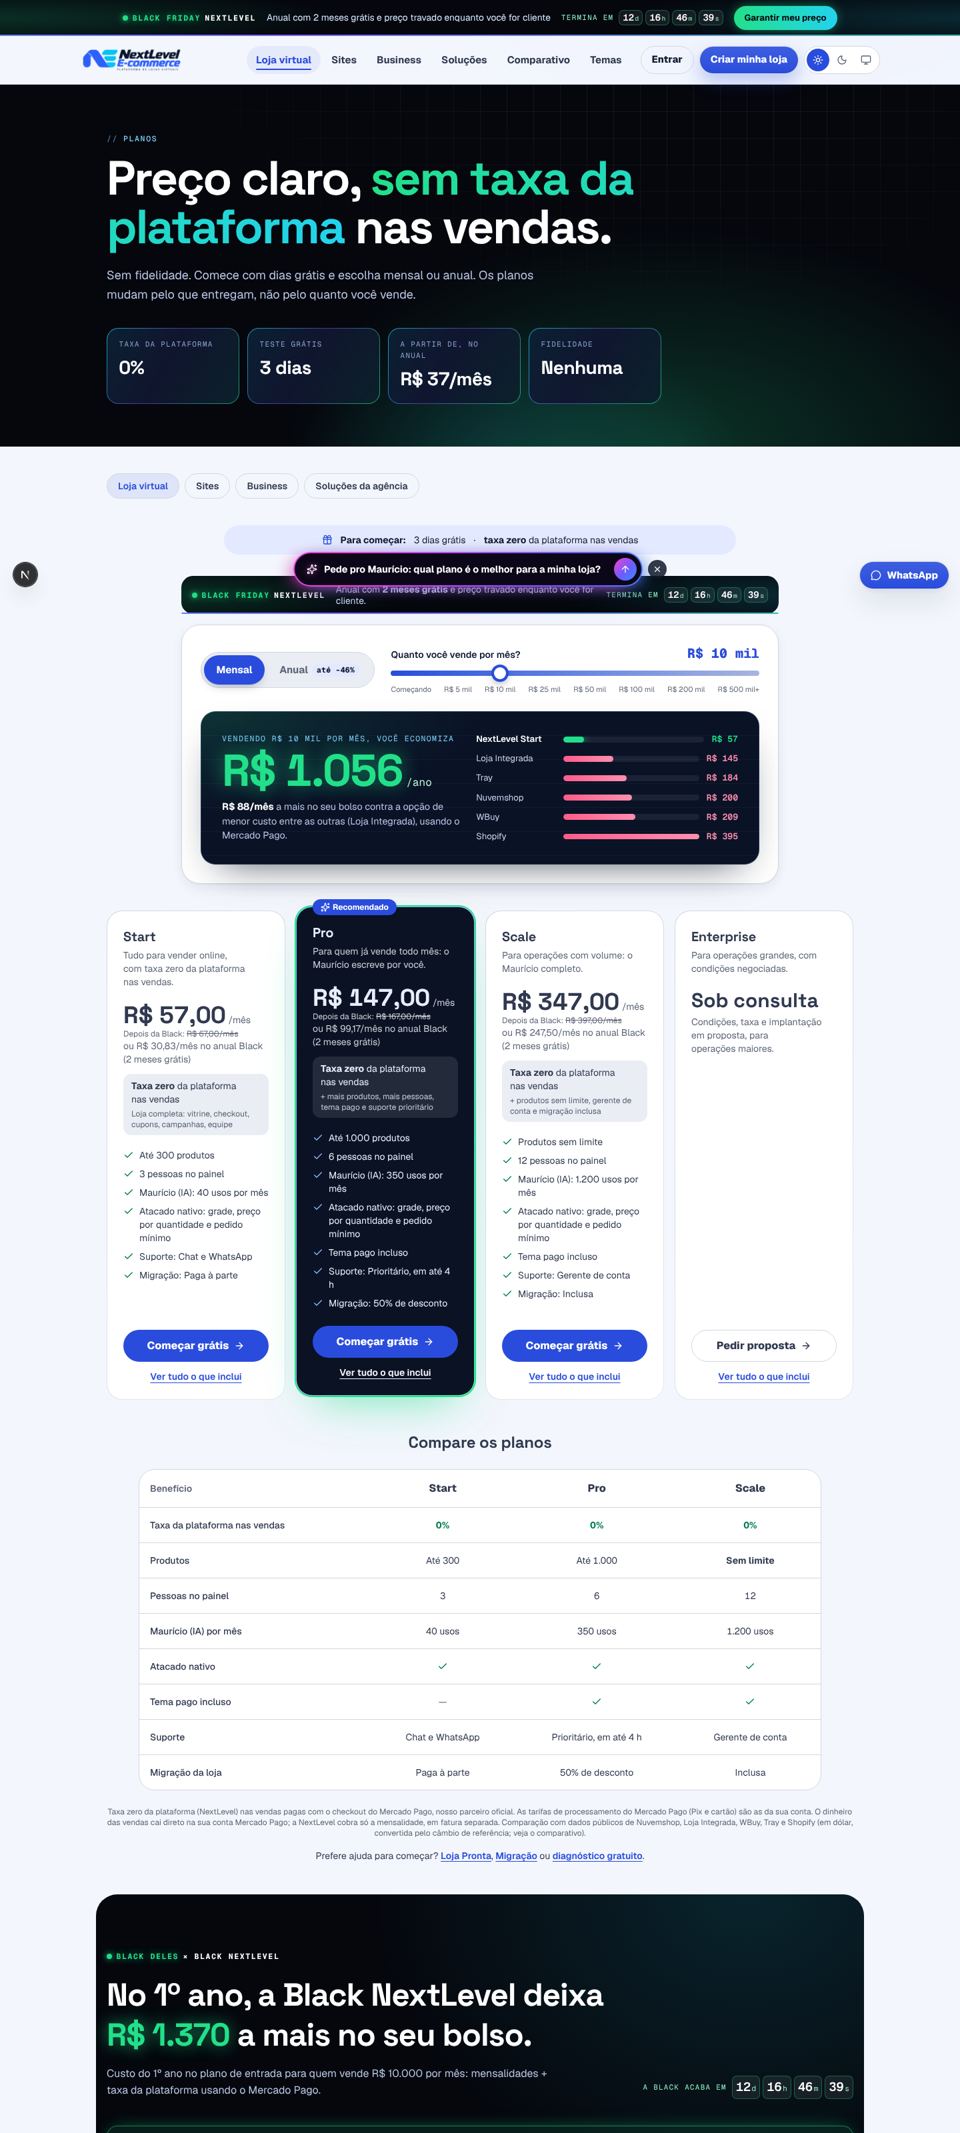 BLACK FRIDAY NEXTLEVEL Anual com 2 meses grátis e preço travado enquanto você for cliente TERMINA EM 12d 16h 46m 39s Garantir meu preço
NextLevel E-commerce
Loja virtual Sites Business Soluções Comparativo Temas Entrar Criar minha loja
// PLANOS
Preço claro, sem taxa da
plataforma nas vendas.
Sem fidelidade. Comece com dias grátis e escolha mensal ou anual. Os planos
mudam pelo que entregam, não pelo quanto você vende.
TAXA DA PLATAFORMA
0%
TESTE GRÁTIS
3 dias
A PARTIR DE, NO
ANUAL
R$ 37/mês
FIDELIDADE
Nenhuma
Loja virtual Sites Business Soluções da agência
Para começar: 3 dias grátis · taxa zero da plataforma nas vendas
Pede pro Maurício: qual plano é o melhor para a minha loja?
N
WhatsApp
BLACK FRIDAY NEXTLEVEL
Anual com 2 meses grátis e preço travado enquanto você for
cliente.
TERMINA EM 12d 16h 46m 39s
Mensal Anual até -46%
Quanto você vende por mês? R$ 10 mil
Começando R$ 5 mil R$ 10 mil R$ 25 mil R$ 50 mil R$ 100 mil R$ 200 mil R$ 500 mil+
VENDENDO R$ 10 MIL POR MÊS, VOCÊ ECONOMIZA
R$ 1.056 /ano
R$ 88/mês a mais no seu bolso contra a opção de
menor custo entre as outras (Loja Integrada), usando o
Mercado Pago.
NextLevel Start R$ 57
Loja Integrada R$ 145
Tray R$ 184
Nuvemshop R$ 200
WBuy R$ 209
Shopify R$ 395
Start
Tudo para vender online,
com taxa zero da plataforma
nas vendas.
R$ 57,00 /mês
Depois da Black: R$ 67,00/mês
ou R$ 30,83/mês no anual Black
(2 meses grátis)
Taxa zero da plataforma
nas vendas
Loja completa: vitrine, checkout,
cupons, campanhas, equipe
Até 300 produtos
3 pessoas no painel
Maurício (IA): 40 usos por mês
Atacado nativo: grade, preço
por quantidade e pedido
mínimo
Suporte: Chat e WhatsApp
Migração: Paga à parte
Começar grátis
Ver tudo o que inclui
Recomendado
Pro
Para quem já vende todo mês: o
Maurício escreve por você.
R$ 147,00 /mês
Depois da Black: R$ 167,00/mês
ou R$ 99,17/mês no anual Black
(2 meses grátis)
Taxa zero da plataforma
nas vendas
+ mais produtos, mais pessoas,
tema pago e suporte prioritário
Até 1.000 produtos
6 pessoas no painel
Maurício (IA): 350 usos por
mês
Atacado nativo: grade, preço
por quantidade e pedido
mínimo
Tema pago incluso
Suporte: Prioritário, em até 4
h
Migração: 50% de desconto
Começar grátis
Ver tudo o que inclui
Scale
Para operações com volume: o
Maurício completo.
R$ 347,00 /mês
Depois da Black: R$ 397,00/mês
ou R$ 247,50/mês no anual Black
(2 meses grátis)
Taxa zero da plataforma
nas vendas
+ produtos sem limite, gerente de
conta e migração inclusa
Produtos sem limite
12 pessoas no painel
Maurício (IA): 1.200 usos por
mês
Atacado nativo: grade, preço
por quantidade e pedido
mínimo
Tema pago incluso
Suporte: Gerente de conta
Migração: Inclusa
Começar grátis
Ver tudo o que inclui
Enterprise
Para operações grandes, com
condições negociadas.
Sob consulta
Condições, taxa e implantação
em proposta, para
operações maiores.
Pedir proposta
Ver tudo o que inclui
Compare os planos
Benefício Start Pro Scale
Taxa da plataforma nas vendas 0% 0% 0%
Produtos Até 300 Até 1.000 Sem limite
Pessoas no painel 3 6 12
Maurício (IA) por mês 40 usos 350 usos 1.200 usos
Atacado nativo
Tema pago incluso —
Suporte Chat e WhatsApp Prioritário, em até 4 h Gerente de conta
Migração da loja Paga à parte 50% de desconto Inclusa
Taxa zero da plataforma (NextLevel) nas vendas pagas com o checkout do Mercado Pago, nosso parceiro oficial. As tarifas de processamento do Mercado Pago (Pix e cartão) são as da sua conta. O dinheiro
das vendas cai direto na sua conta Mercado Pago; a NextLevel cobra só a mensalidade, em fatura separada. Comparação com dados públicos de Nuvemshop, Loja Integrada, WBuy, Tray e Shopify (em dólar,
convertida pelo câmbio de referência; veja o comparativo).
Prefere ajuda para começar? Loja Pronta, Migração ou diagnóstico gratuito.
BLACK DELES × BLACK NEXTLEVEL
No 1º ano, a Black NextLevel deixa
R$ 1.370 a mais no seu bolso.
Custo do 1º ano no plano de entrada para quem vende R$ 10.000 por mês: mensalidades +
taxa da plataforma usando o Mercado Pago.
A BLACK ACABA EM 12d 16h 46m 39s